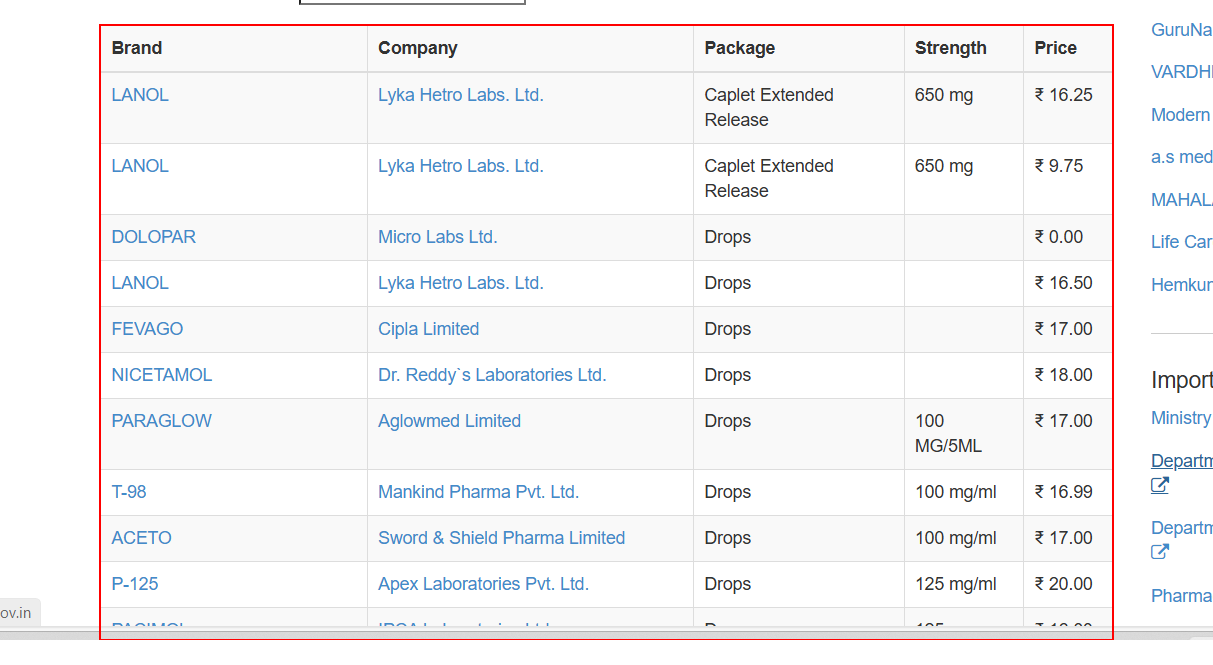 Brand Company Package Strength Price
LANOL Lyka Hetro Labs. Ltd. Caplet Extended 650 mg ₹ 16.25
Release
LANOL Lyka Hetro Labs. Ltd. Caplet Extended 650 mg ₹ 9.75
Release
DOLOPAR Micro Labs Ltd. Drops ₹ 0.00
LANOL Lyka Hetro Labs. Ltd. Drops ₹ 16.50
FEVAGO Cipla Limited Drops ₹ 17.00
NICETAMOL Dr. Reddy`s Laboratories Ltd. Drops ₹ 18.00
PARAGLOW Aglowmed Limited Drops 100 ₹ 17.00
MG/5ML
T-98 Mankind Pharma Pvt. Ltd. Drops 100 mg/ml ₹ 16.99
ACETO Sword & Shield Pharma Limited Drops 100 mg/ml ₹ 17.00
P-125 Apex Laboratories Pvt. Ltd. Drops 125 mg/ml ₹ 20.00
GuruNa
VARDH
Modern
a.s med
MAHAL
Life Car
Hemkur
Import
Ministry
Departm
Departm
Pharma
ov.in